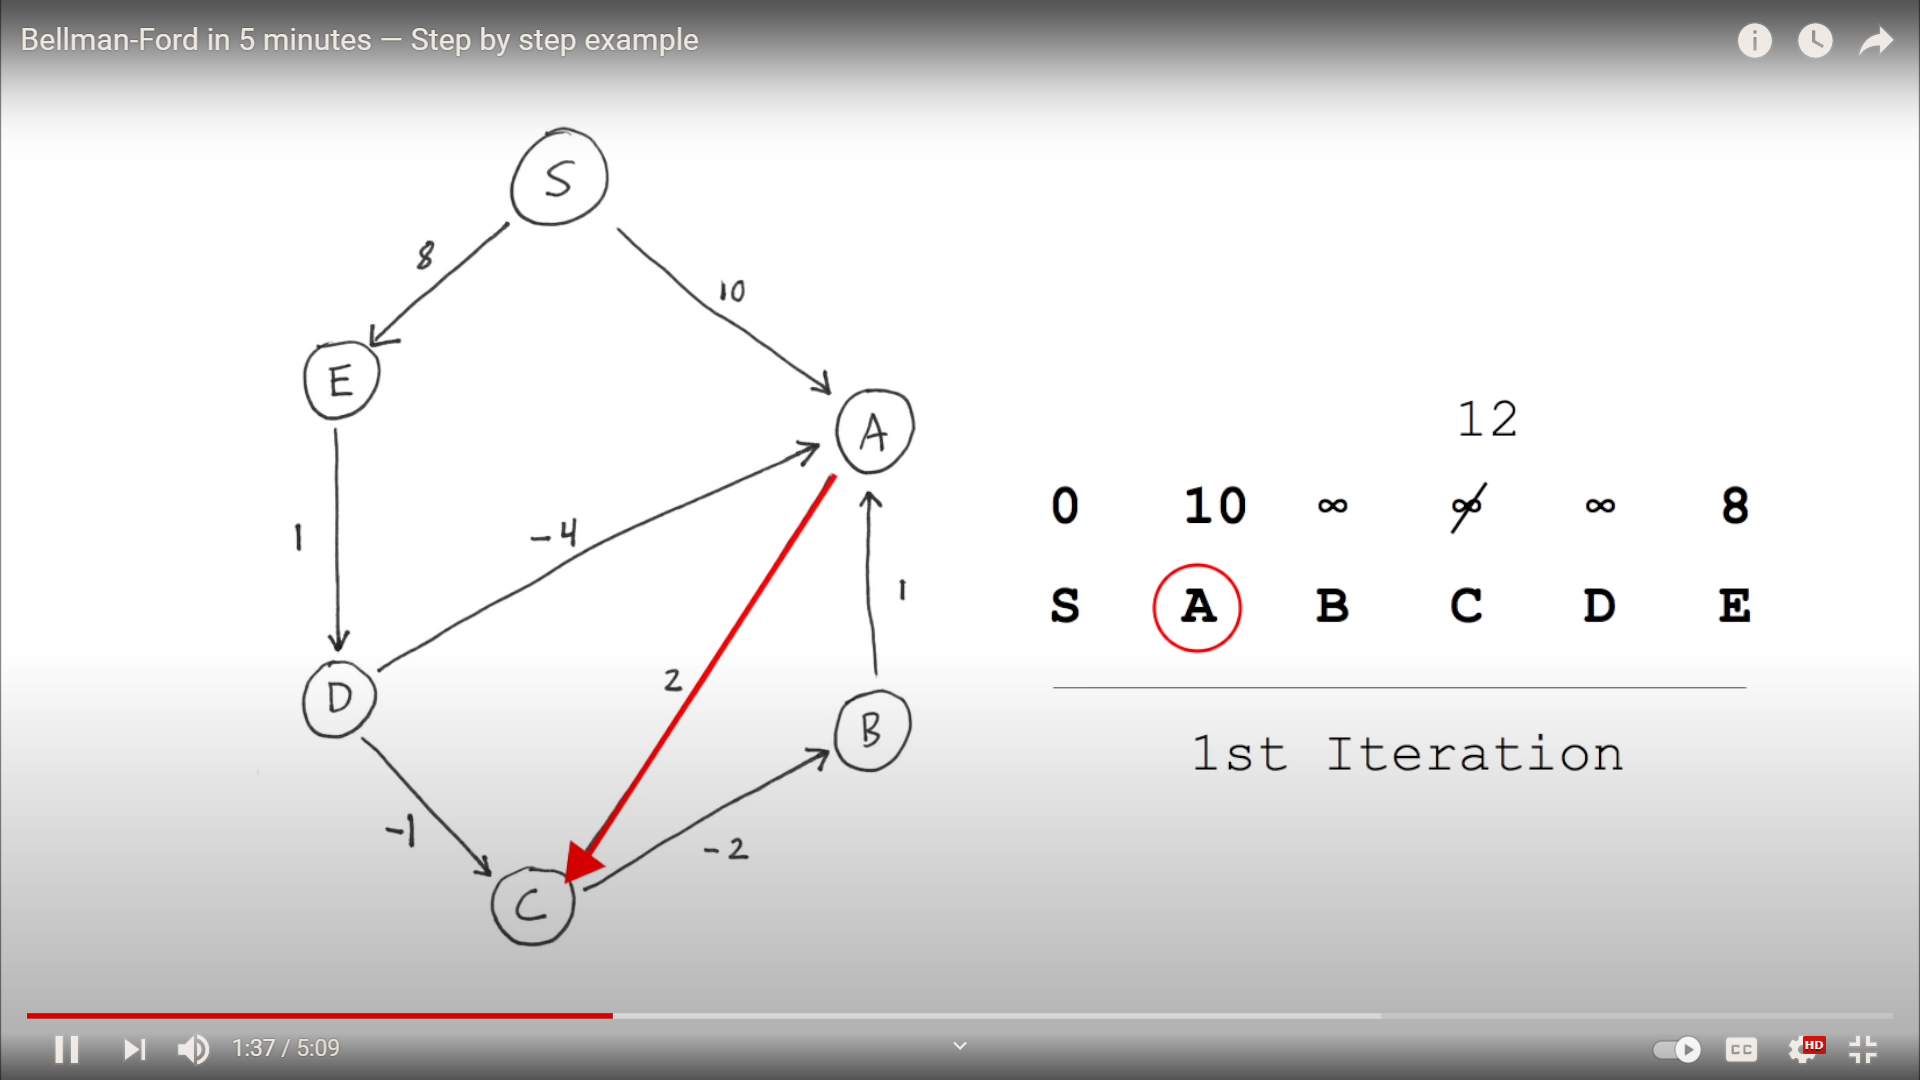 Bellman-Ford in 5 minutes — Step by step example
S
8
10
E
A
12
0 10 ∞ ∞ ∞ 8
1
-4
1
S A B C D E
2
D
B
1st Iteration
-1
-2
C
1:37 / 5:09
CC
HD